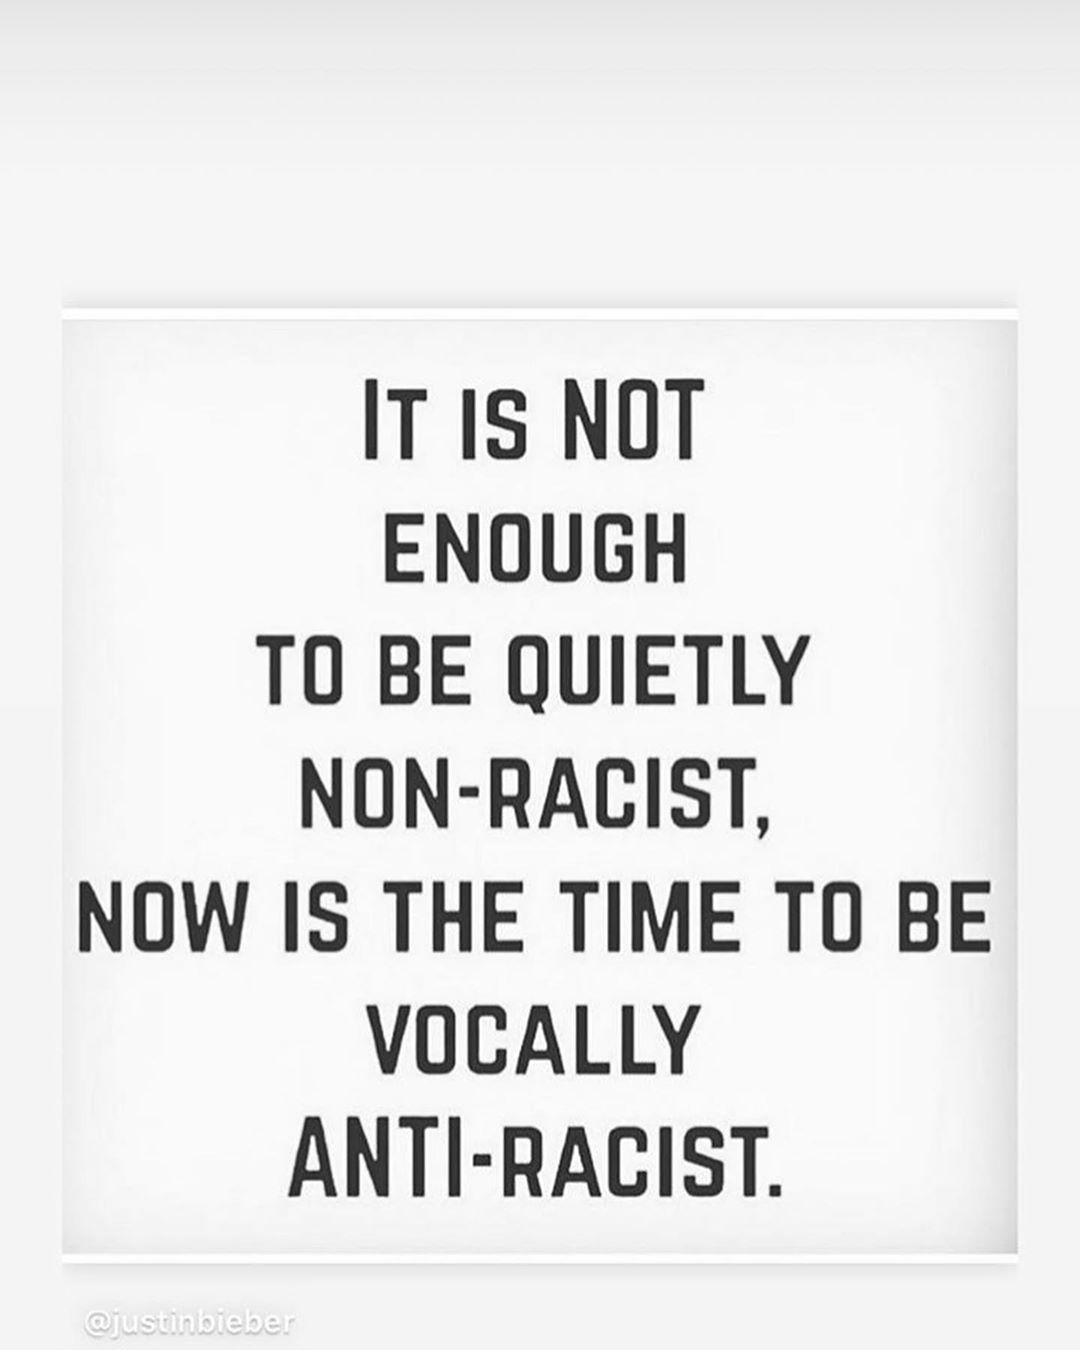 IT IS NOT
ENOUGH
TO BE QUIETLY
NON-RACIST,
NOW IS THE TIME TO BE
VOCALLY
ANTI-RACIST.
@justinbieber